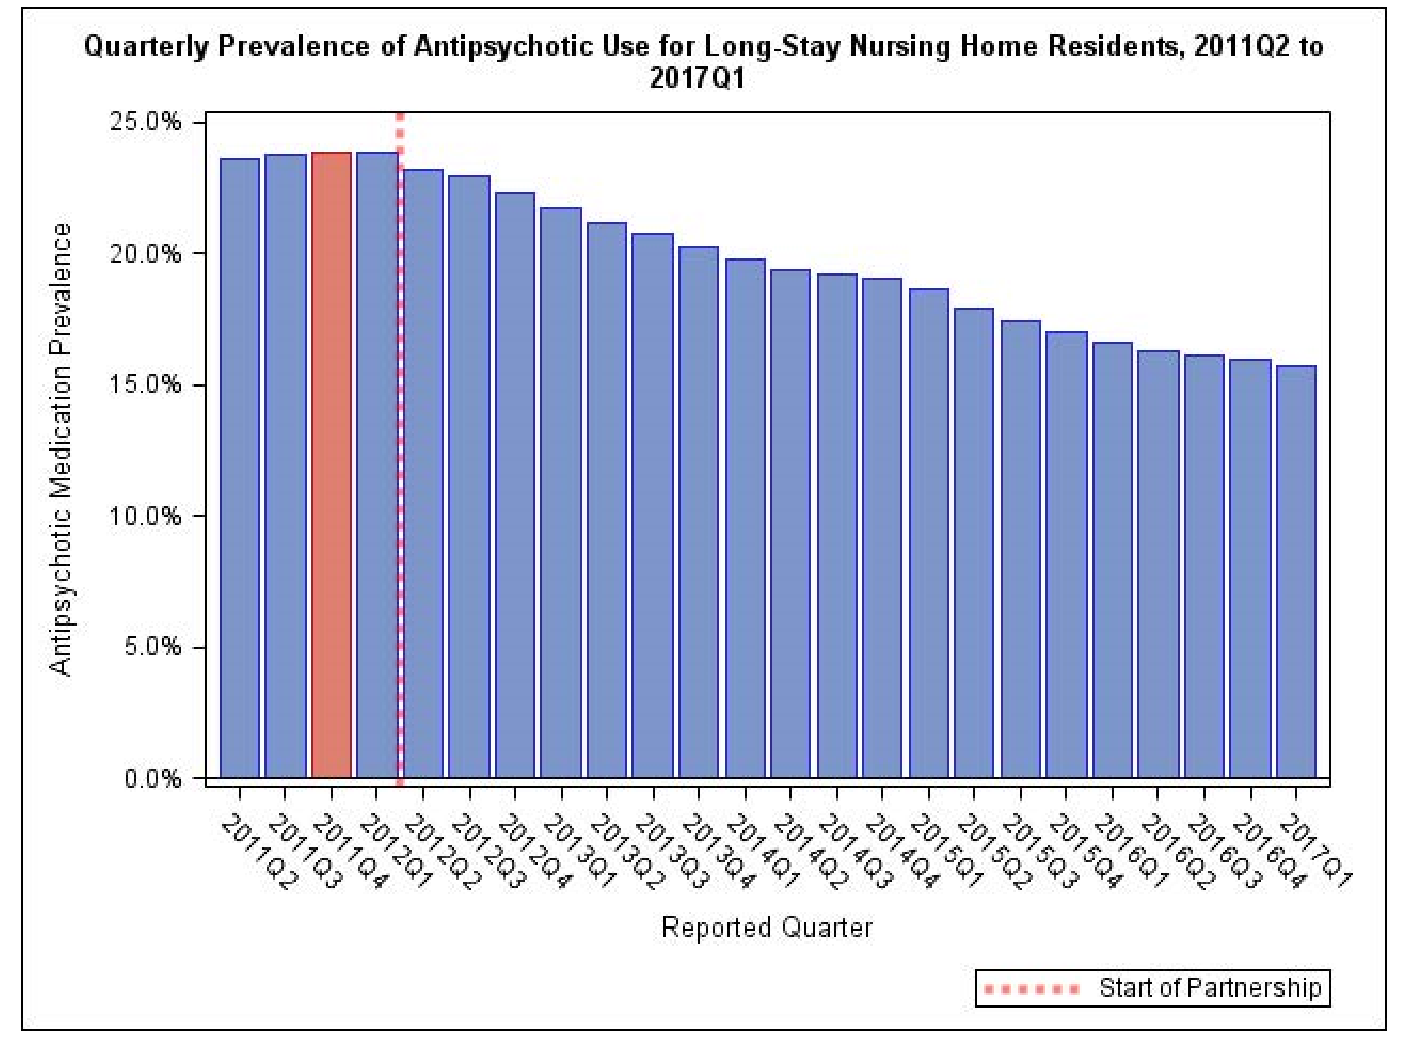 Quarterly Prevalence of Antipsychotic Use for Long-Stay Nursing Home Residents, 2011Q2 to
2017Q1
Antipsychotic Medication Prevalence
25.0%
20.0%
15.0%
10.0%
5.0%
0.0%
2011Q2
2011Q3
2011Q4
2012Q1
2012Q2
2012Q3
2012Q4
2013Q1
2013Q2
2013Q3
2013Q4
2014Q1
2014Q2
2014Q3
2014Q4
2015Q1
2015Q2
2015Q3
2015Q4
2016Q1
2016Q2
2016Q3
2016Q4
2017Q1
Reported Quarter
Start of Partnership